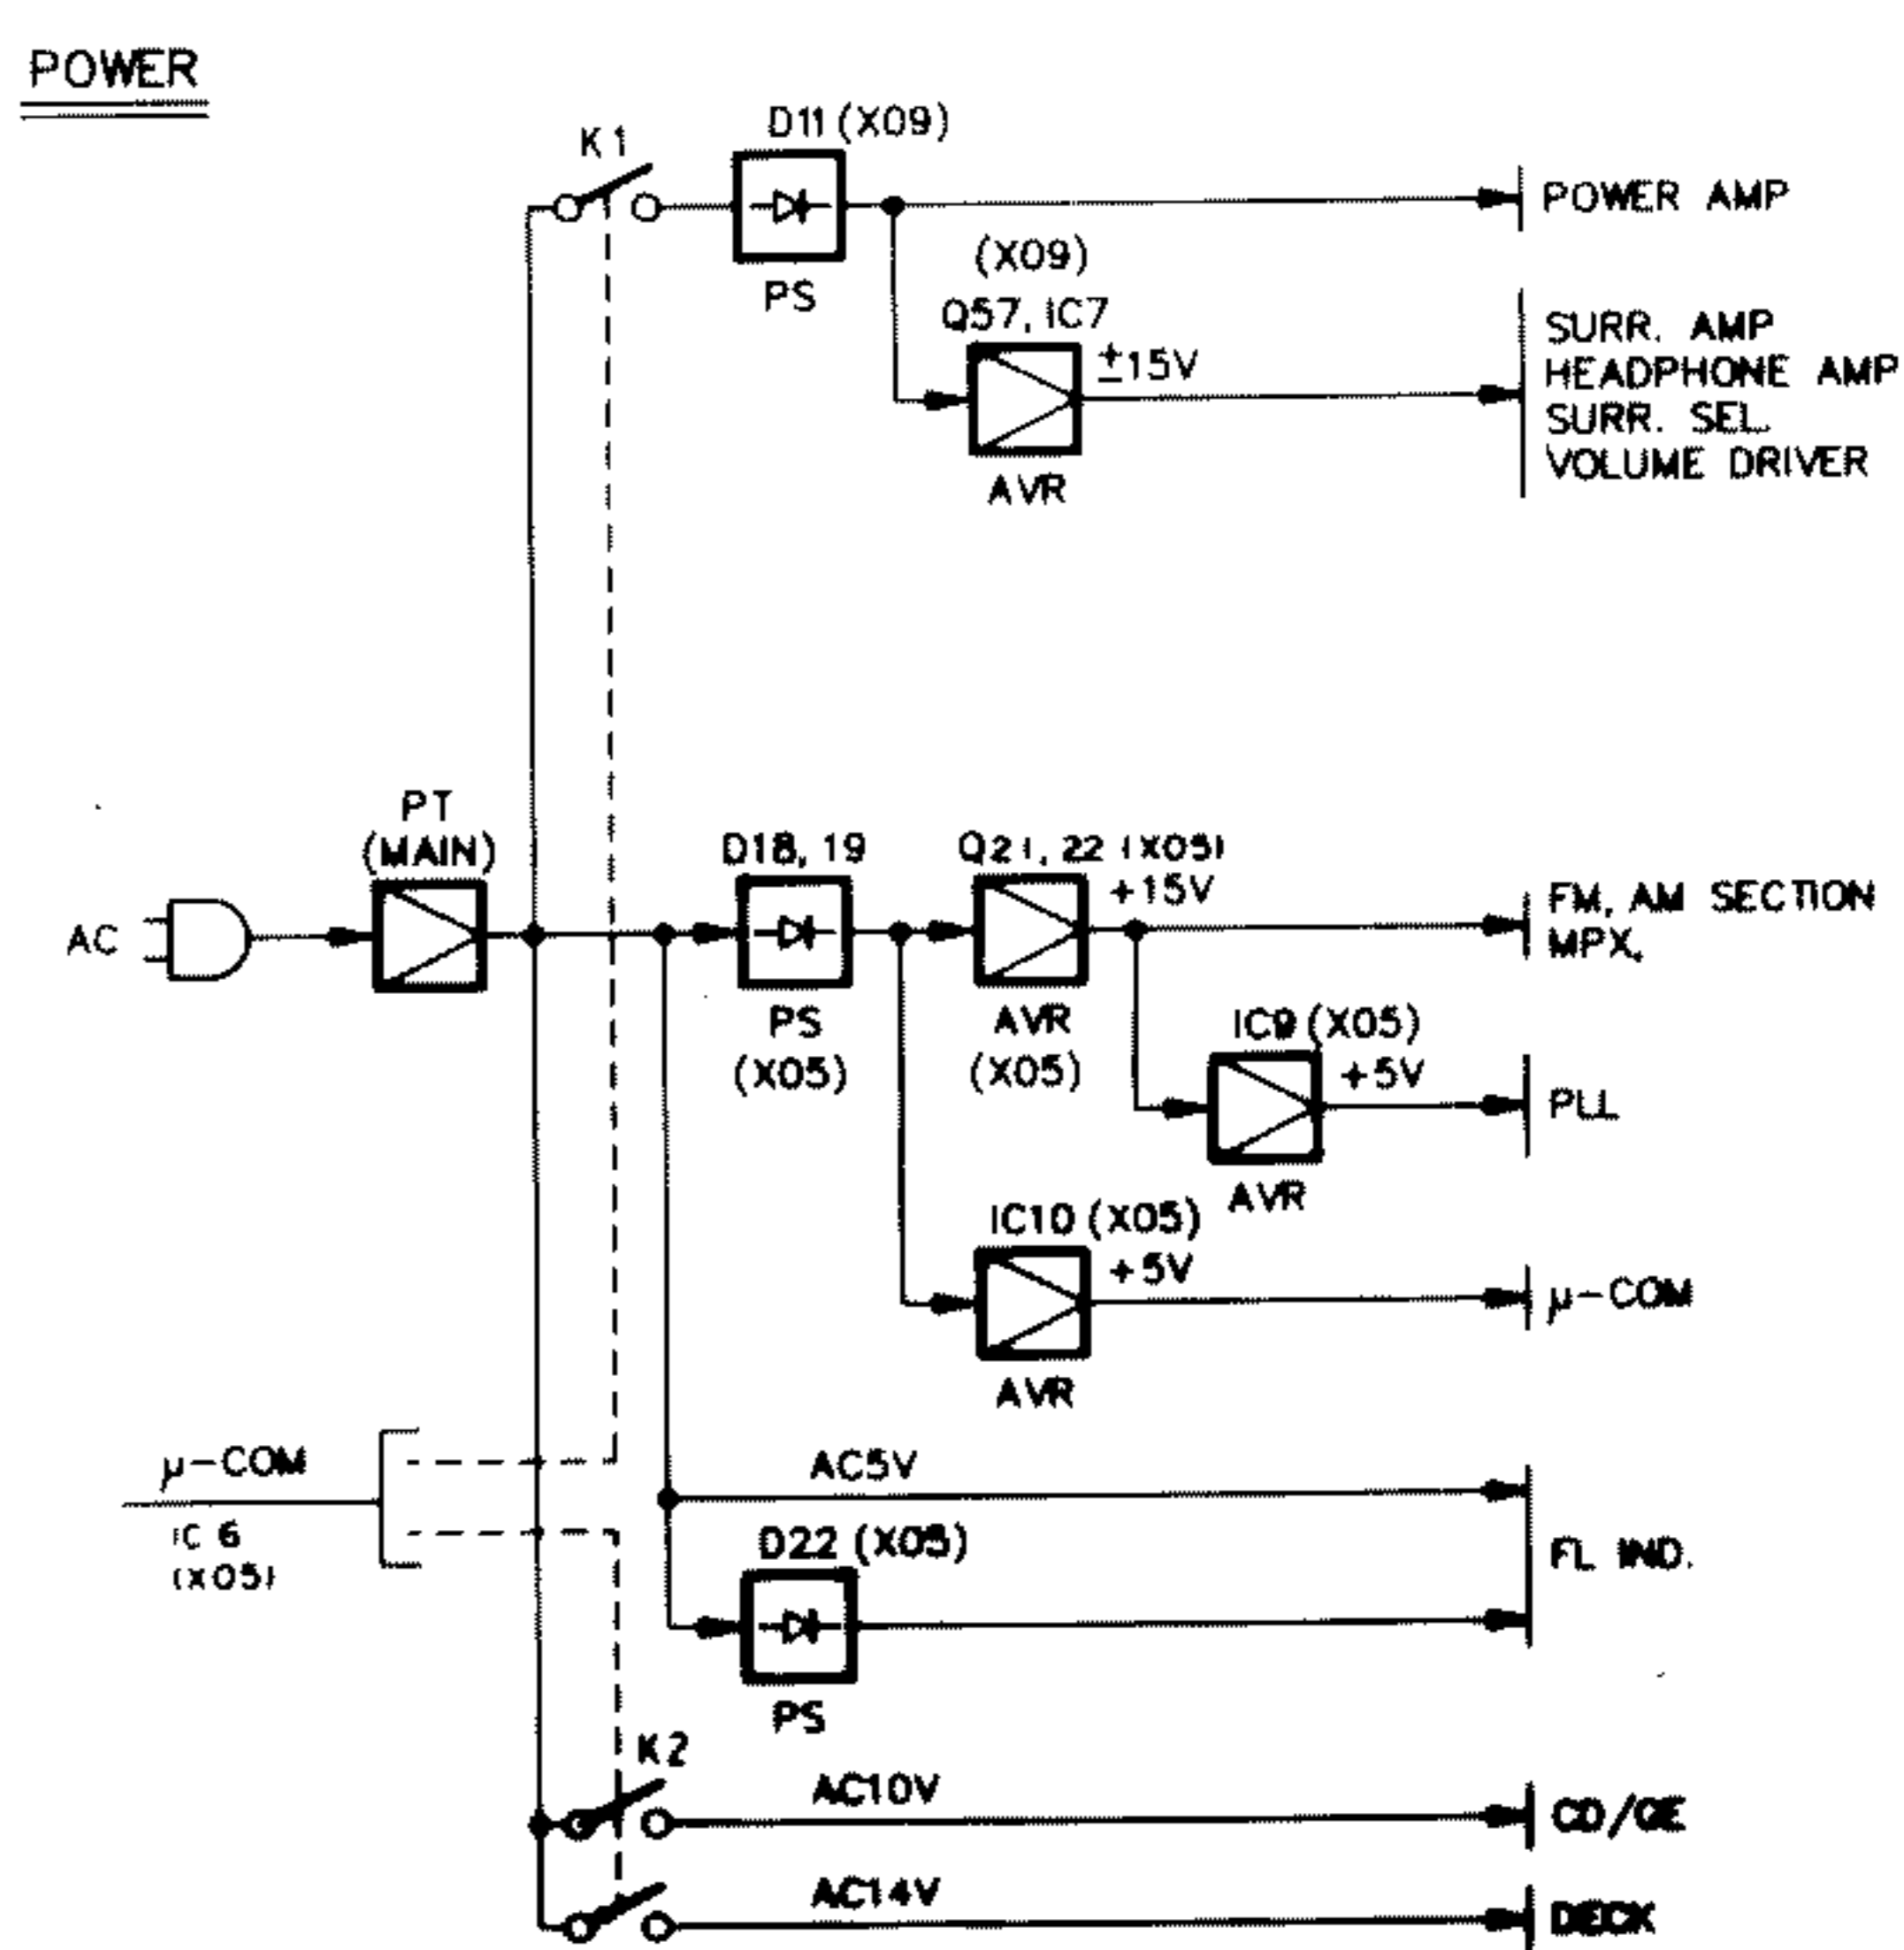 POWER
K1
D11 (X09)
PS
POWER AMP
(X09)
Q57, IC7
±15V
AVR
SURR. AMP
HEADPHONE AMP
SURR. SEL
VOLUME DRIVER
PT
(MAIN)
AC
D18, 19
PS
(X05)
Q21, 22 (X05)
+15V
AVR
(X05)
FM, AM SECTION
MPX,
IC9 (X05)
+5V
AVR
PLL
IC10 (X05)
+5V
AVR
μ-COM
μ-COM
IC 6
(X05)
AC5V
D22 (X05)
PS
FL IND.
K2
AC10V
AC14V
DECK